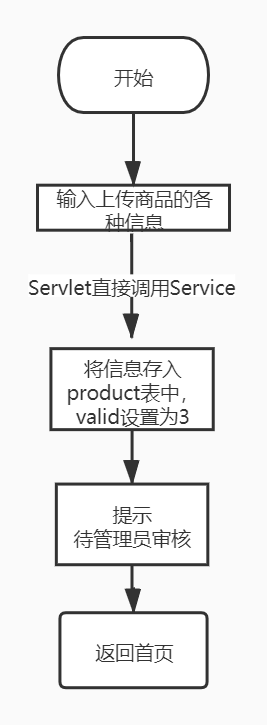 开始
输入上传商品的各
种信息
Servlet直接调用Service
将信息存入
product表中，
valid设置为3
提示
待管理员审核
返回首页